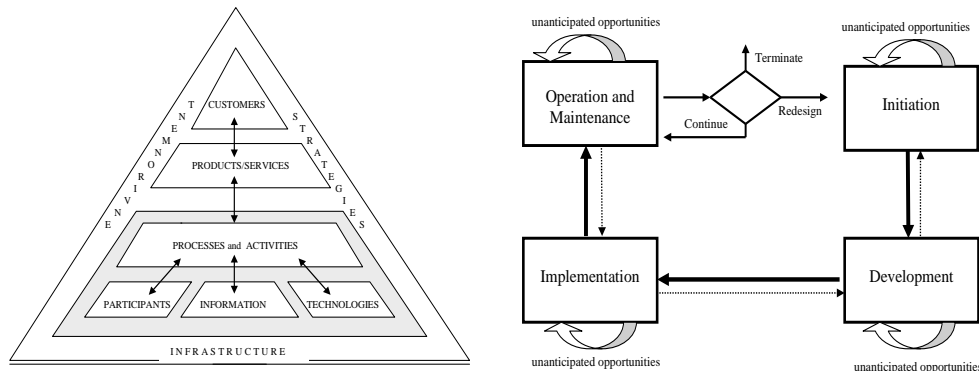 CUSTOMERS
PRODUCTS/SERVICES
PROCESSES and ACTIVITIES
PARTICIPANTS
INFORMATION
TECHNOLOGIES
ENVIRONMENT
STRATEGIES
INFRASTRUCTURE
unanticipated opportunities
Operation and
Maintenance
Terminate
Redesign
Continue
unanticipated opportunities
Initiation
Implementation
unanticipated opportunities
Development
unanticipated opportunities